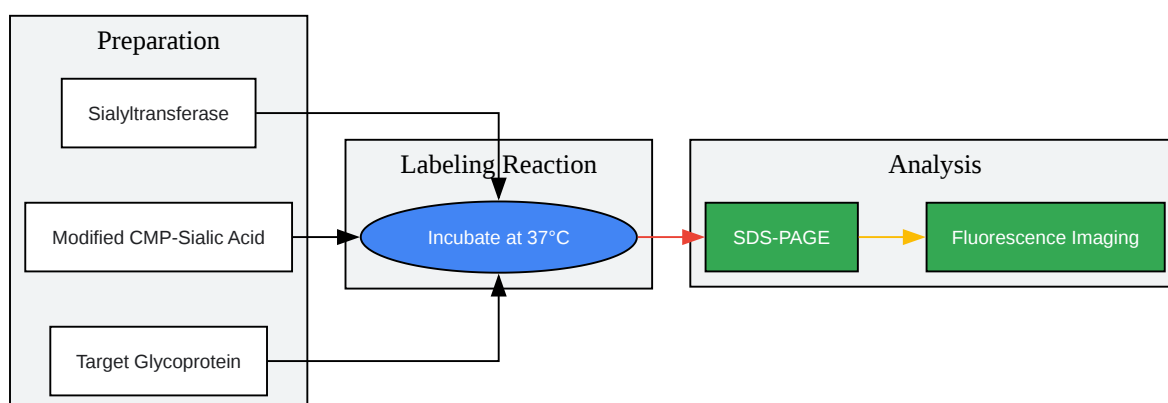 Preparation
Sialyltransferase
Modified CMP-Sialic Acid
Target Glycoprotein
Labeling Reaction
Incubate at 37°C
Analysis
SDS-PAGE
Fluorescence Imaging